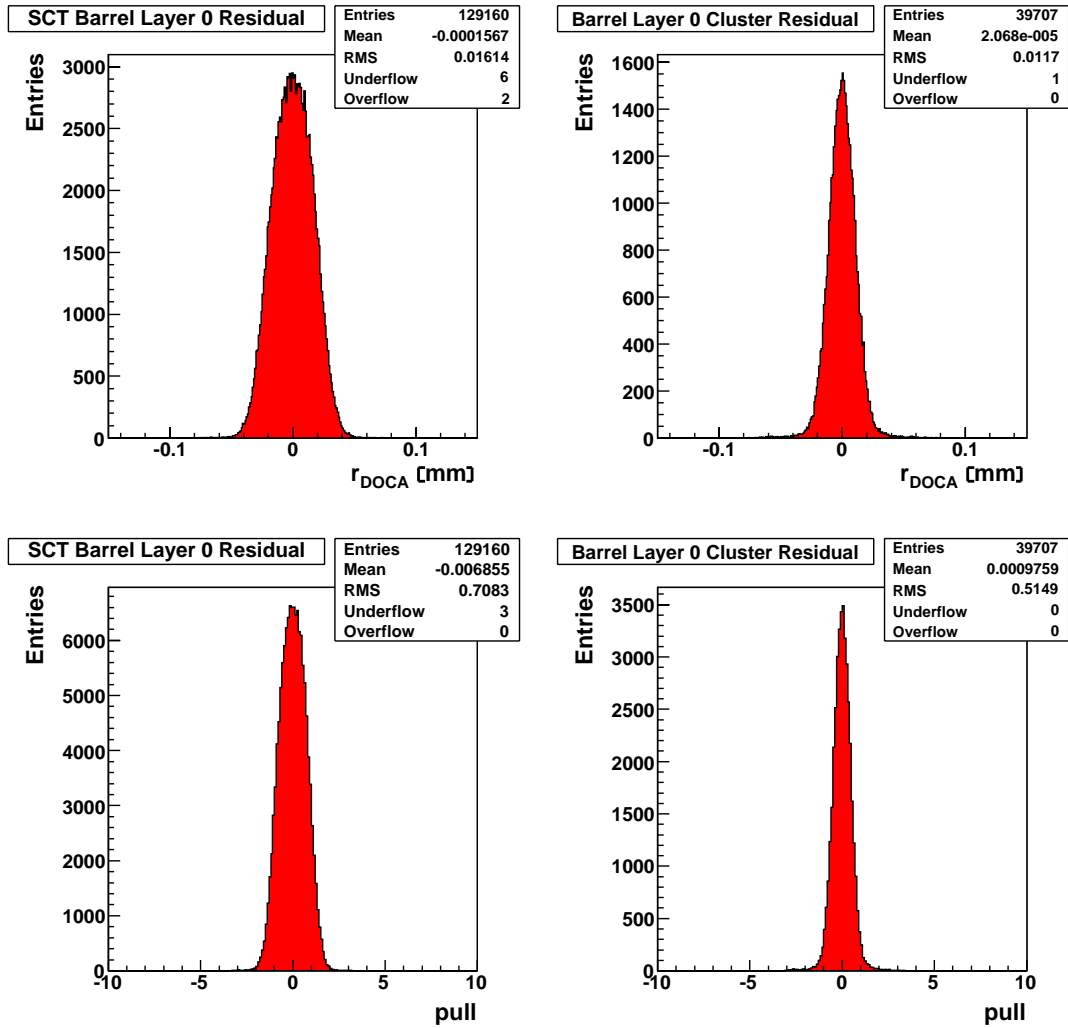 SCT Barrel Layer 0 Residual
Entries 129160
Mean -0.0001567
RMS 0.01614
Underflow 6
Overflow 2
Entries
3000
2500
2000
1500
1000
500
0
-0.1 0 0.1
r_DOCA [mm]
Barrel Layer 0 Cluster Residual
Entries 39707
Mean 2.068e-005
RMS 0.0117
Underflow 1
Overflow 0
Entries
1600
1400
1200
1000
800
600
400
200
0
-0.1 0 0.1
r_DOCA [mm]
SCT Barrel Layer 0 Residual
Entries 129160
Mean -0.006855
RMS 0.7083
Underflow 3
Overflow 0
Entries
6000
5000
4000
3000
2000
1000
0
-10 -5 0 5 10
pull
Barrel Layer 0 Cluster Residual
Entries 39707
Mean 0.0009759
RMS 0.5149
Underflow 0
Overflow 0
Entries
3500
3000
2500
2000
1500
1000
500
0
-10 -5 0 5 10
pull